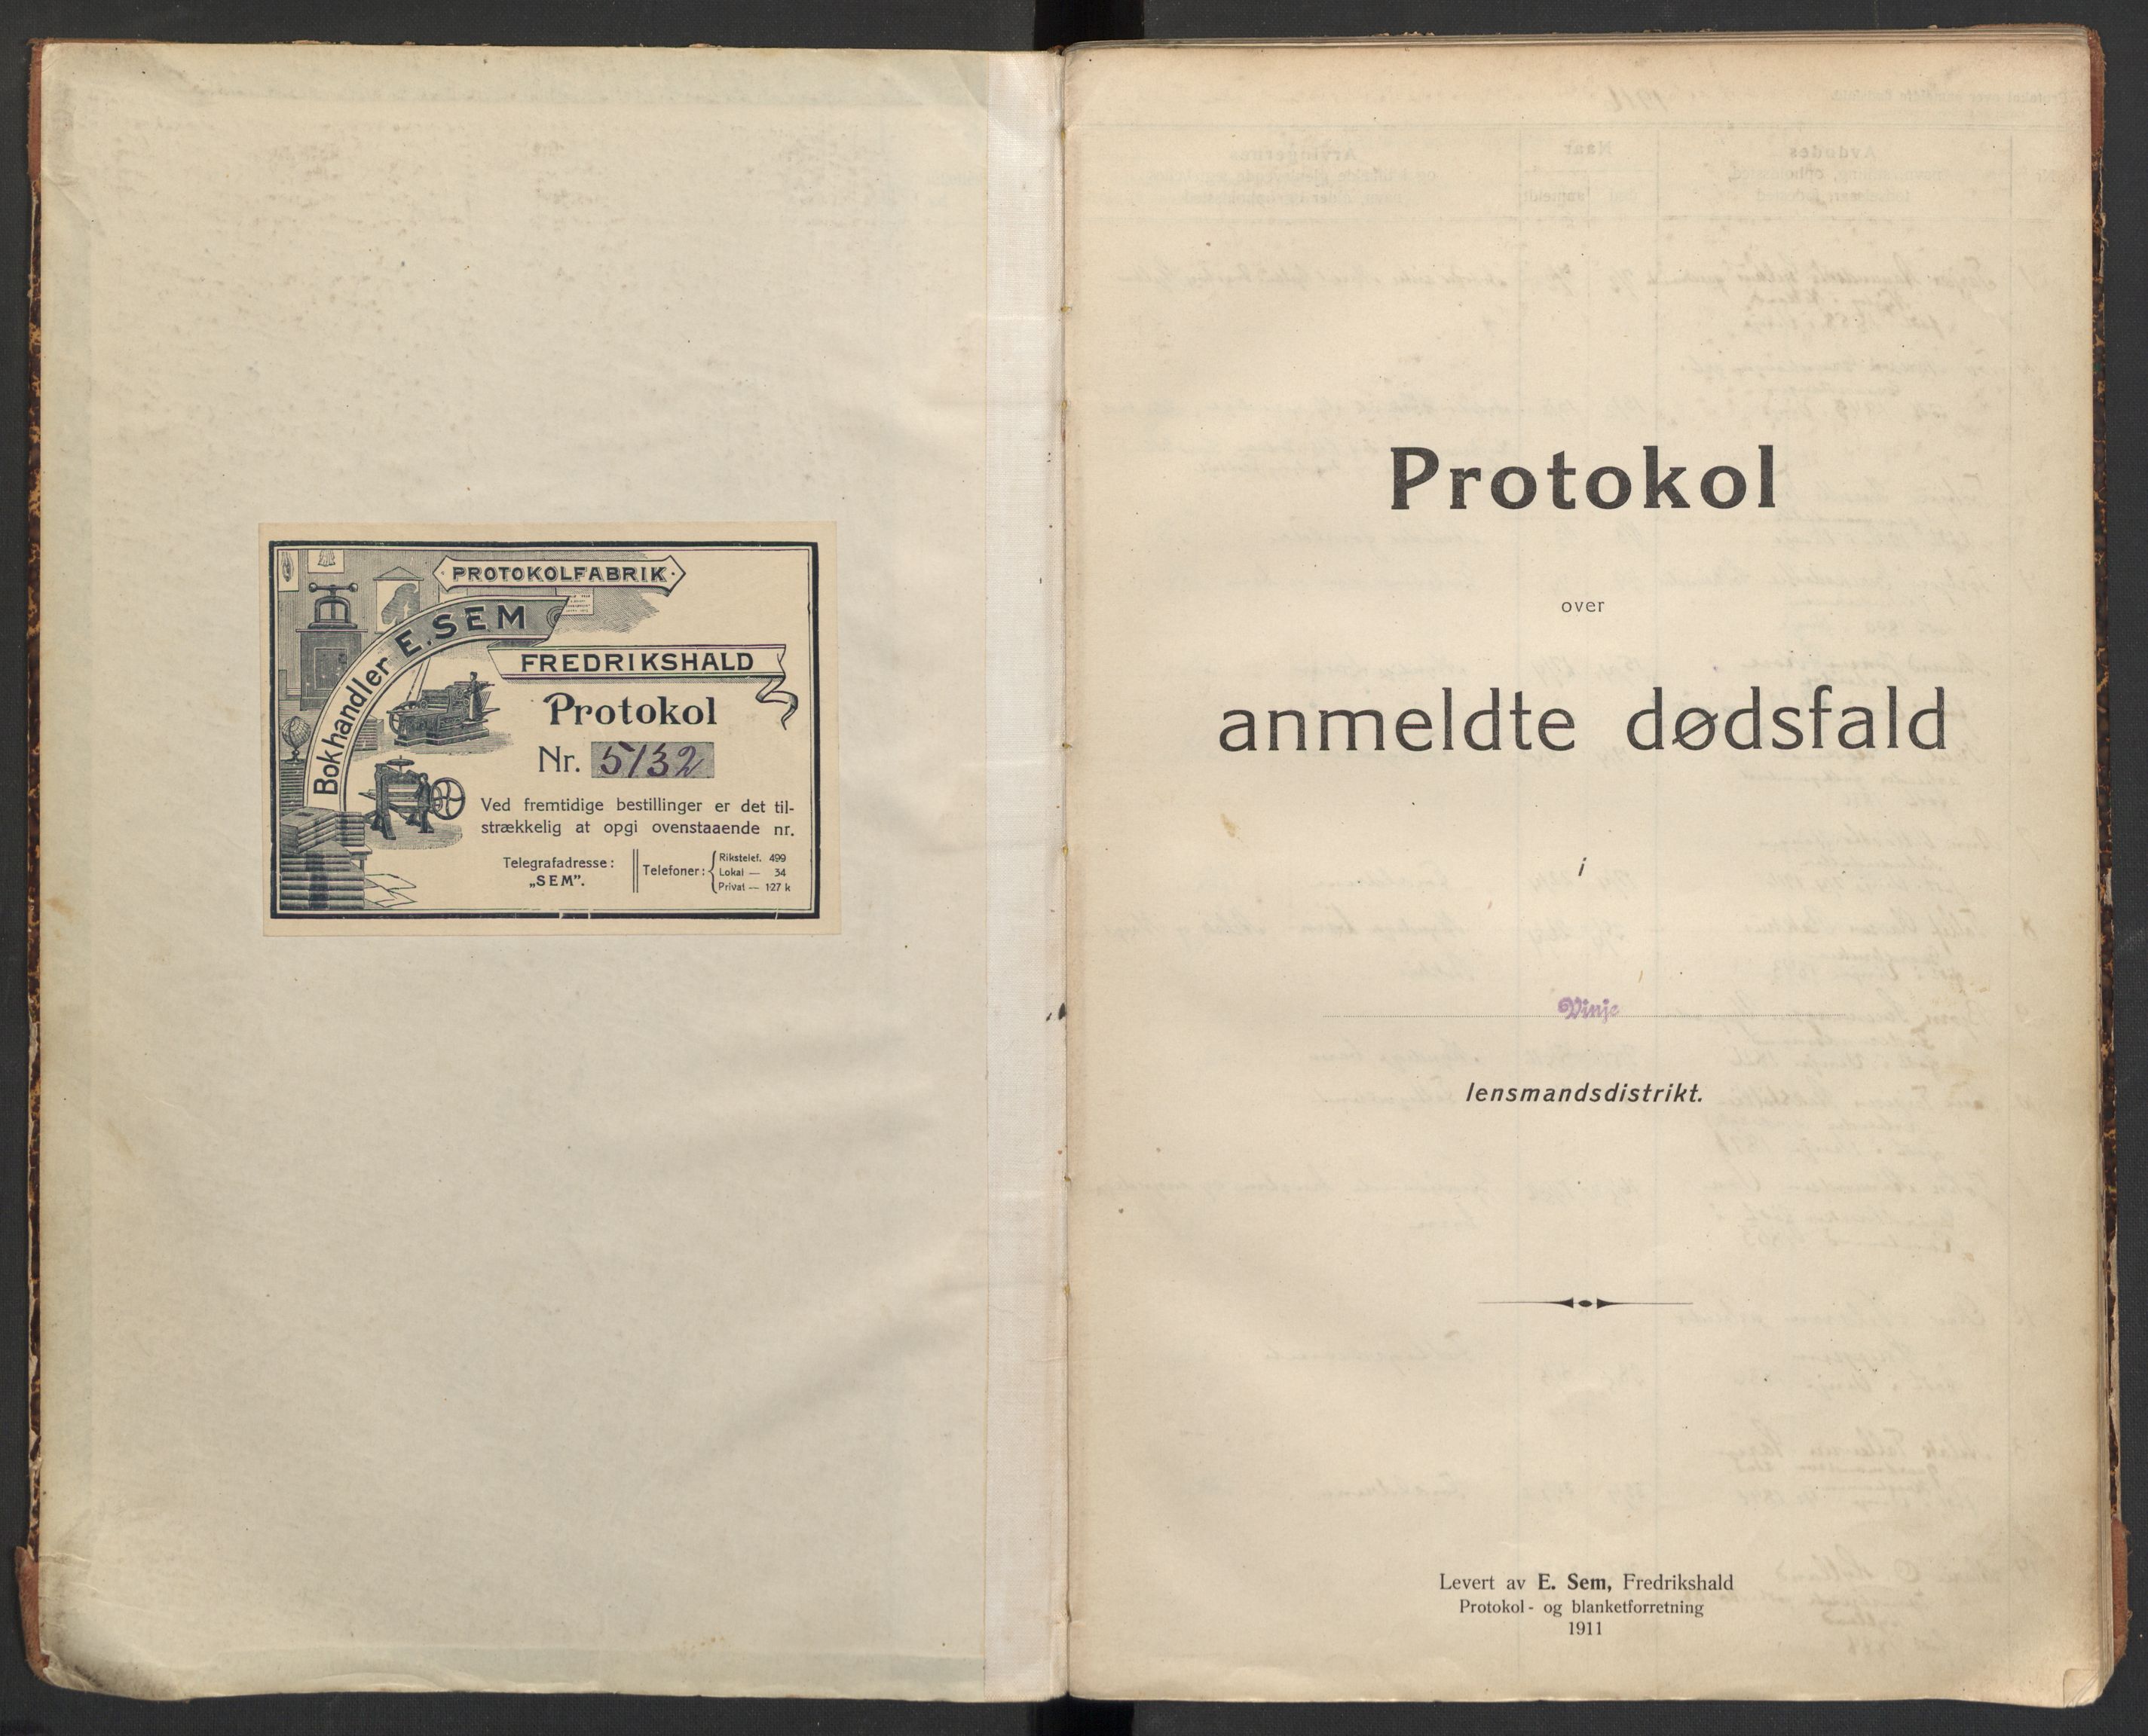 PROTOKOLFABRIK
Bokhandler E. SEM
FREDRIKSHALD
Protokol
Nr. 5132
Ved fremtidige bestillinger er det til-
strækkelig at opgi ovenstaaende nr.
Telegrafadresse:
„SEM".
Telefoner:
Rikstelef. 499
Lokal — 34
Privat — 127 k
Protokol
over
anmeldte dødsfald
i
Vinje
lensmandsdistrikt.
Levert av E. Sem, Fredrikshald
Protokol- og blanketforretning
1911